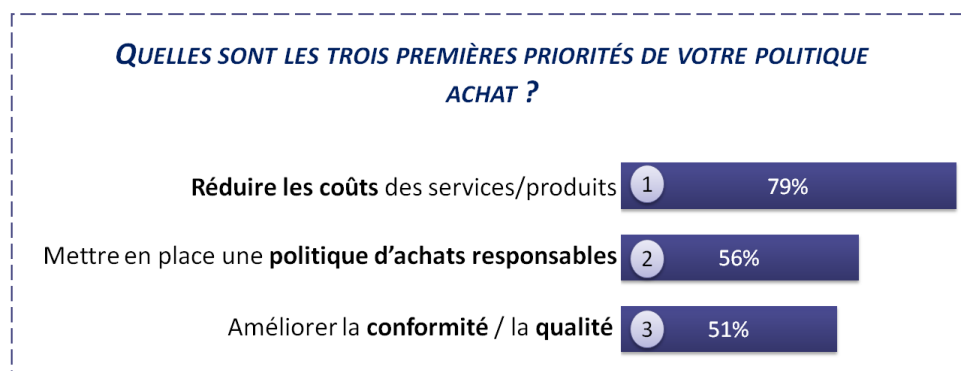 QUELLES SONT LES TROIS PREMIÈRES PRIORITÉS DE VOTRE POLITIQUE
ACHAT ?
Réduire les coûts des services/produits 1 79%
Mettre en place une politique d’achats responsables 2 56%
Améliorer la conformité / la qualité 3 51%